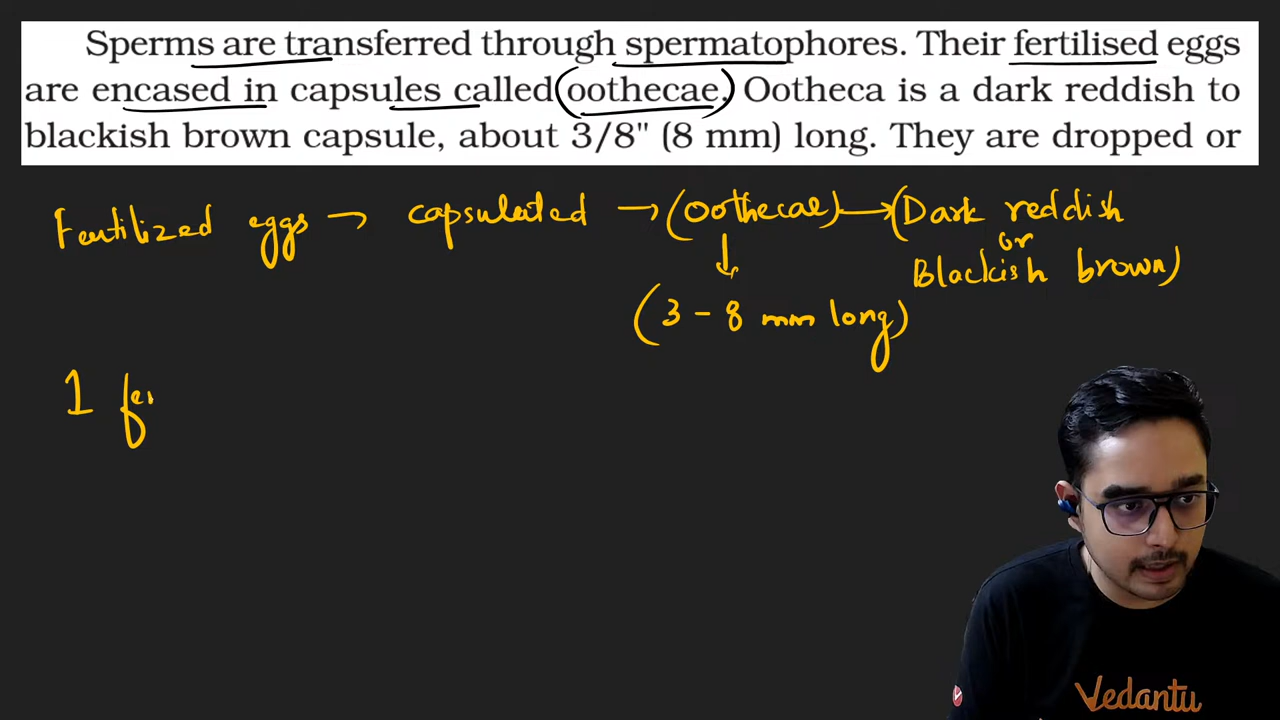 Sperms are transferred through spermatophores. Their fertilised eggs
are encased in capsules called oothecae. Ootheca is a dark reddish to
blackish brown capsule, about 3/8" (8 mm) long. They are dropped or
Fertilized eggs → capsulated → (Oothecae) → (Dark reddish
or
Blackish brown)
↓
(3 - 8 mm long)
1 fe
Vedantu